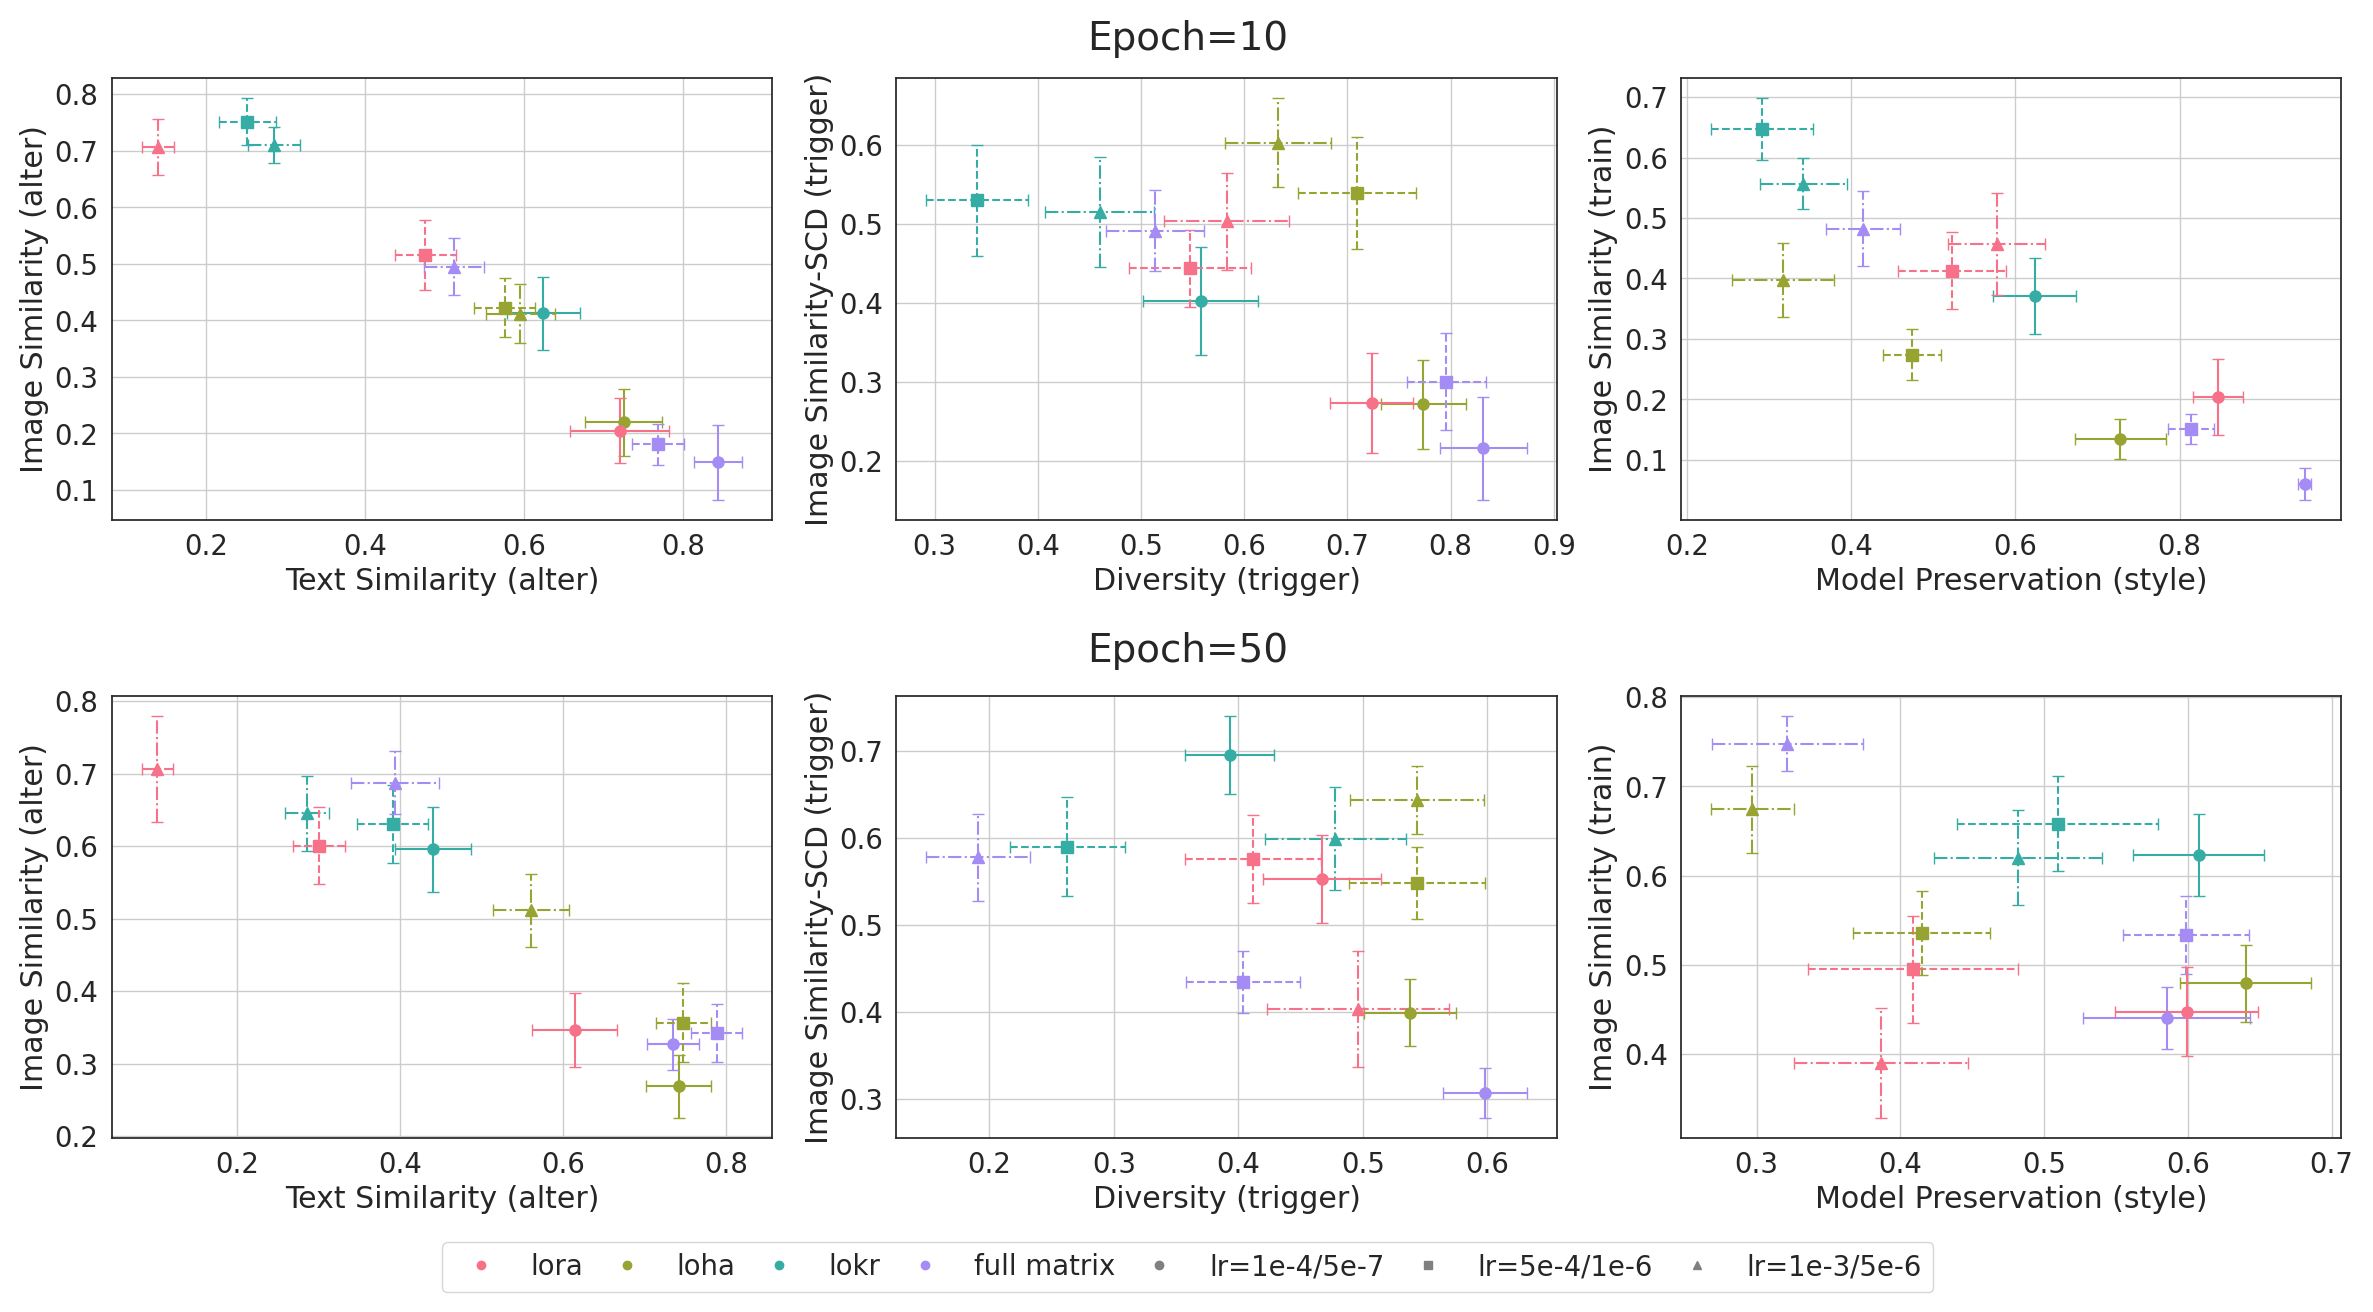 Epoch=10
Image Similarity (alter)
0.8
0.7
0.6
0.5
0.4
0.3
0.2
0.1
0.2 0.4 0.6 0.8
Text Similarity (alter)
Image Similarity-SCD (trigger)
0.6
0.5
0.4
0.3
0.2
0.3 0.4 0.5 0.6 0.7 0.8 0.9
Diversity (trigger)
Image Similarity (train)
0.7
0.6
0.5
0.4
0.3
0.2
0.1
0.2 0.4 0.6 0.8
Model Preservation (style)
Epoch=50
Image Similarity (alter)
0.8
0.7
0.6
0.5
0.4
0.3
0.2
0.2 0.4 0.6 0.8
Text Similarity (alter)
Image Similarity-SCD (trigger)
0.7
0.6
0.5
0.4
0.3
0.2 0.3 0.4 0.5 0.6
Diversity (trigger)
Image Similarity (train)
0.8
0.7
0.6
0.5
0.4
0.3 0.4 0.5 0.6 0.7
Model Preservation (style)
lora loha lokr full matrix lr=1e-4/5e-7 lr=5e-4/1e-6 lr=1e-3/5e-6